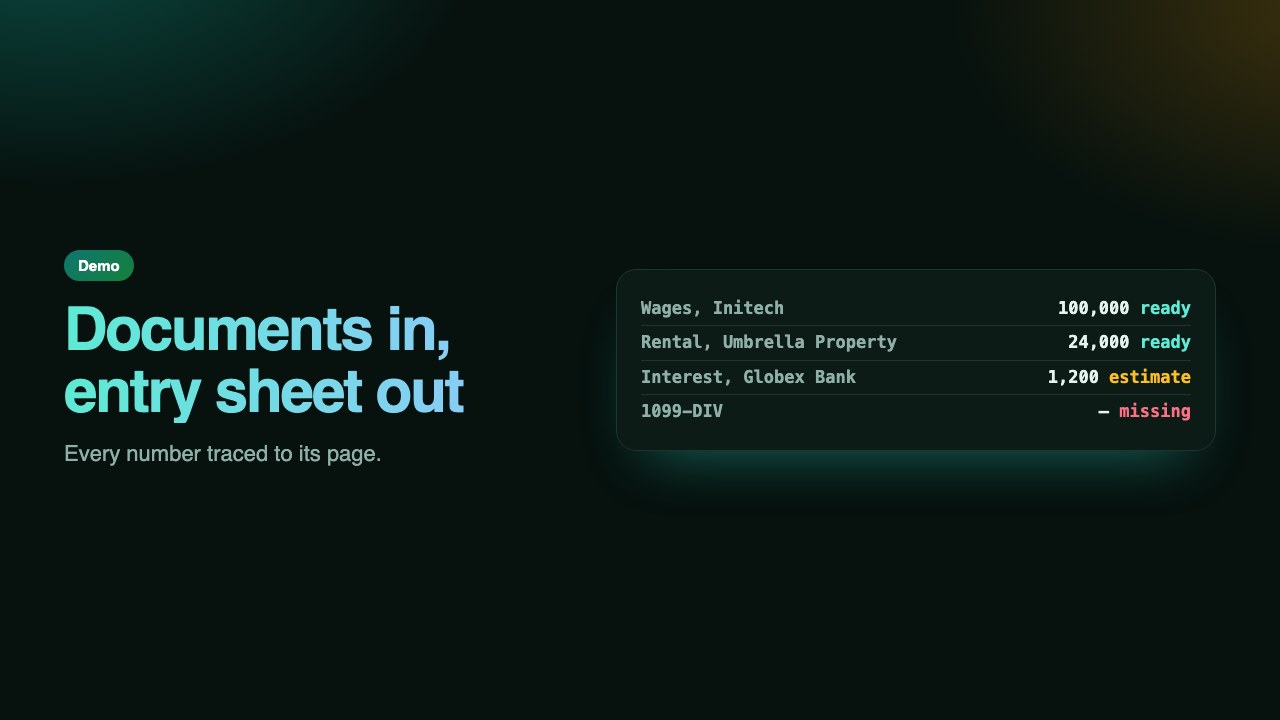 Demo
Documents in,
entry sheet out
Every number traced to its page.
Wages, Initech 100,000 ready
Rental, Umbrella Property 24,000 ready
Interest, Globex Bank 1,200 estimate
1099–DIV — missing